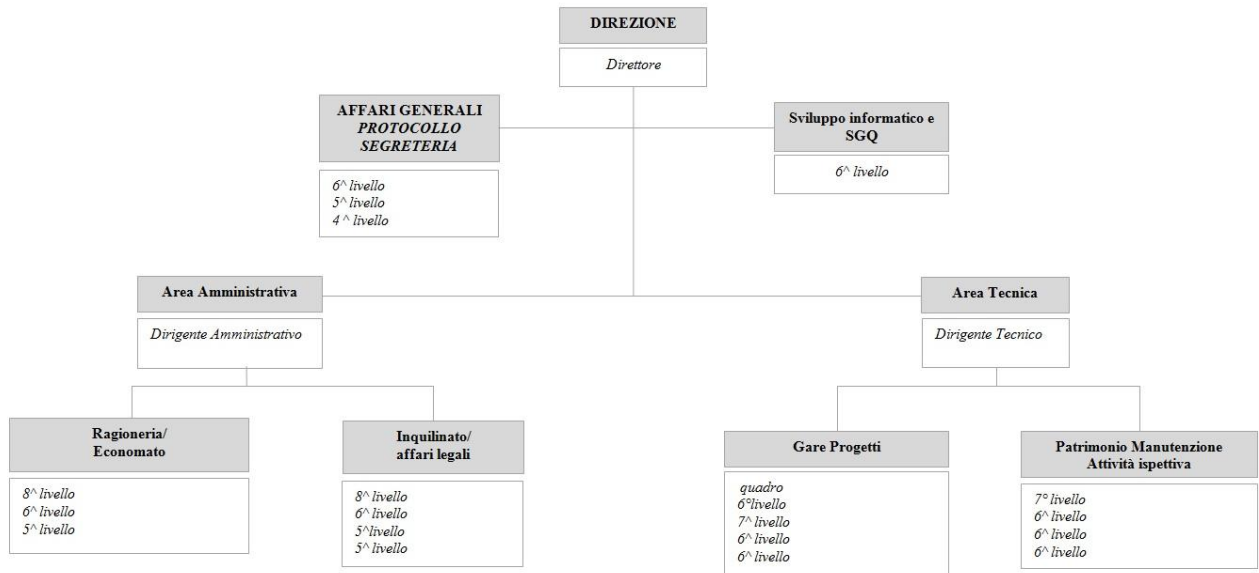 DIREZIONE
Direttore
AFFARI GENERALI
PROTOCOLLO
SEGRETERIA
6^ livello
5^ livello
4 ^ livello
Sviluppo informatico e
SGQ
6^ livello
Area Amministrativa
Dirigente Amministrativo
Area Tecnica
Dirigente Tecnico
Ragioneria/
Economato
8^ livello
6^ livello
5^ livello
Inquilinato/
affari legali
8^ livello
6^ livello
5^livello
5^ livello
Gare Progetti
quadro
6°livello
7^ livello
6^ livello
6^ livello
Patrimonio Manutenzione
Attività ispettiva
7° livello
6^ livello
6^ livello
6^ livello